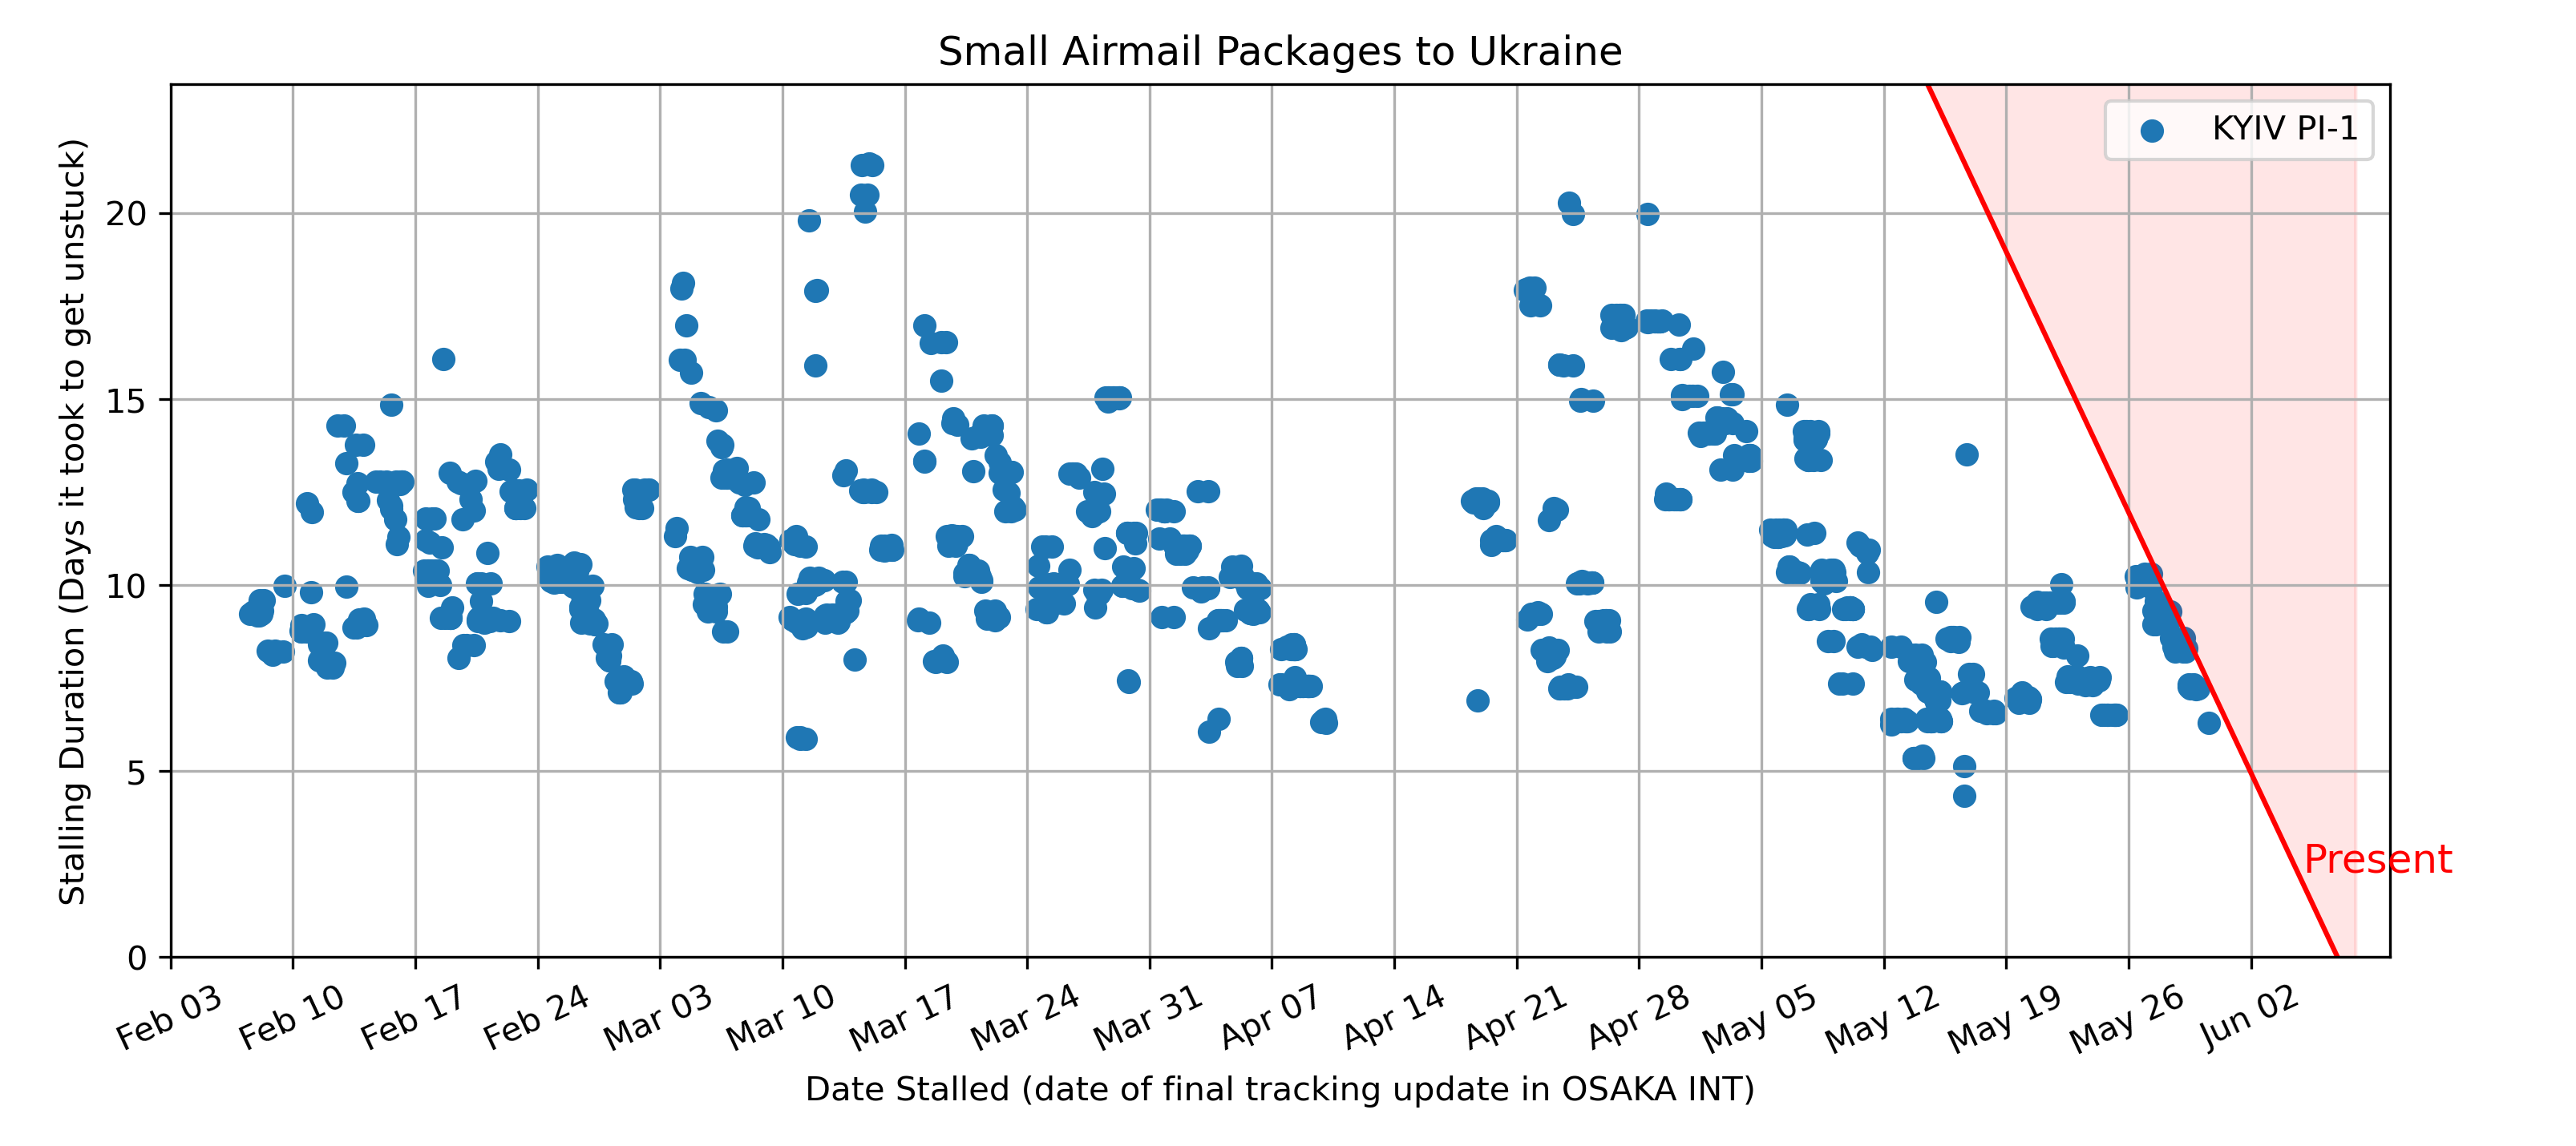 Small Airmail Packages to Ukraine
KYIV PI-1
Stalling Duration (Days it took to get unstuck)
20
15
10
5
0
Present
Feb 03
Feb 10
Feb 17
Feb 24
Mar 03
Mar 10
Mar 17
Mar 24
Mar 31
Apr 07
Apr 14
Apr 21
Apr 28
May 05
May 12
May 19
May 26
Jun 02
Date Stalled (date of final tracking update in OSAKA INT)